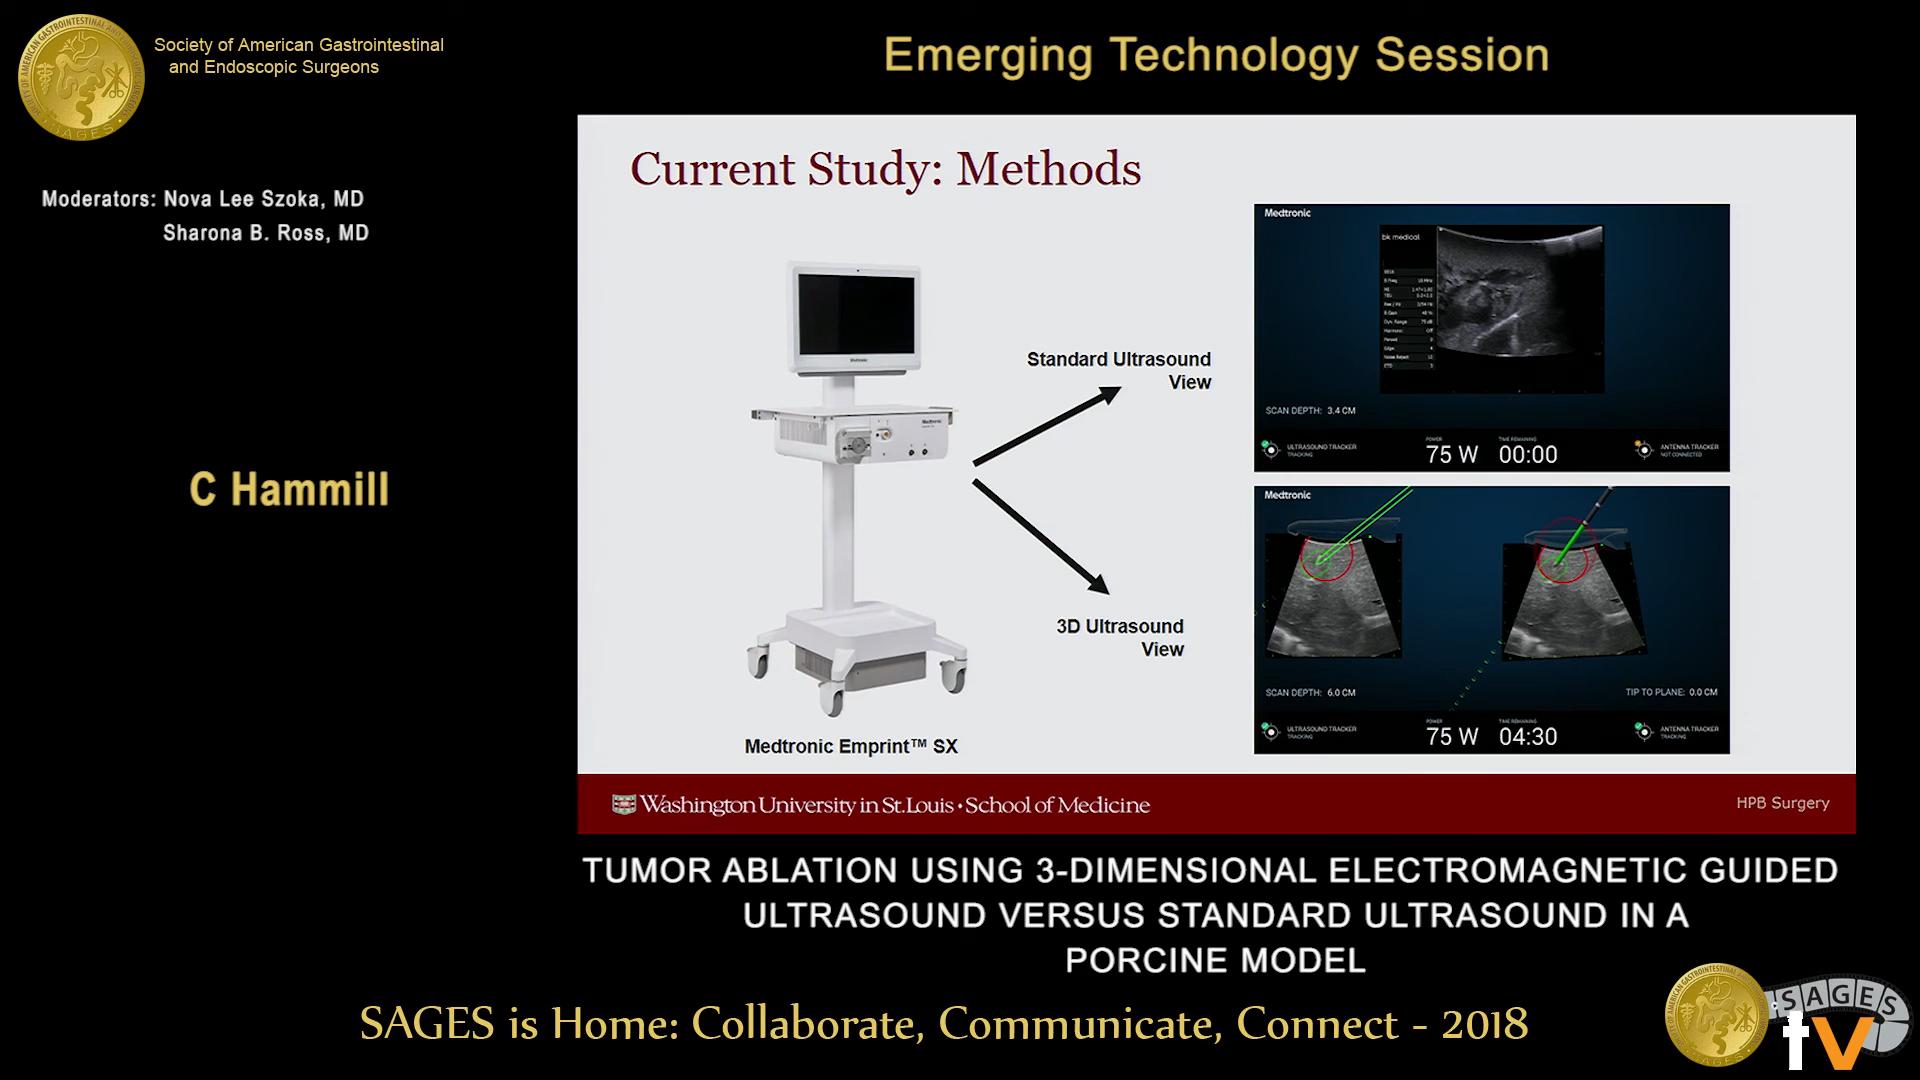 Society of American Gastrointestinal
and Endoscopic Surgeons
Emerging Technology Session
Moderators: Nova Lee Szoka, MD
Sharona B. Ross, MD
C Hammill
Current Study: Methods
Standard Ultrasound
View
3D Ultrasound
View
Medtronic Emprint™ SX
Medtronic
bk medical
SCAN DEPTH: 3.4 CM
ULTRASOUND TRACKER
TRACKING
POWER
75 W
TIME REMAINING
00:00
ANTENNA TRACKER
NOT CONNECTED
Medtronic
SCAN DEPTH: 6.0 CM
TIP TO PLANE: 0.0 CM
ULTRASOUND TRACKER
TRACKING
POWER
75 W
TIME REMAINING
04:30
ANTENNA TRACKER
TRACKING
Washington University in St. Louis • School of Medicine
HPB Surgery
TUMOR ABLATION USING 3-DIMENSIONAL ELECTROMAGNETIC GUIDED
ULTRASOUND VERSUS STANDARD ULTRASOUND IN A
PORCINE MODEL
SAGES is Home: Collaborate, Communicate, Connect - 2018
SAGES
tv